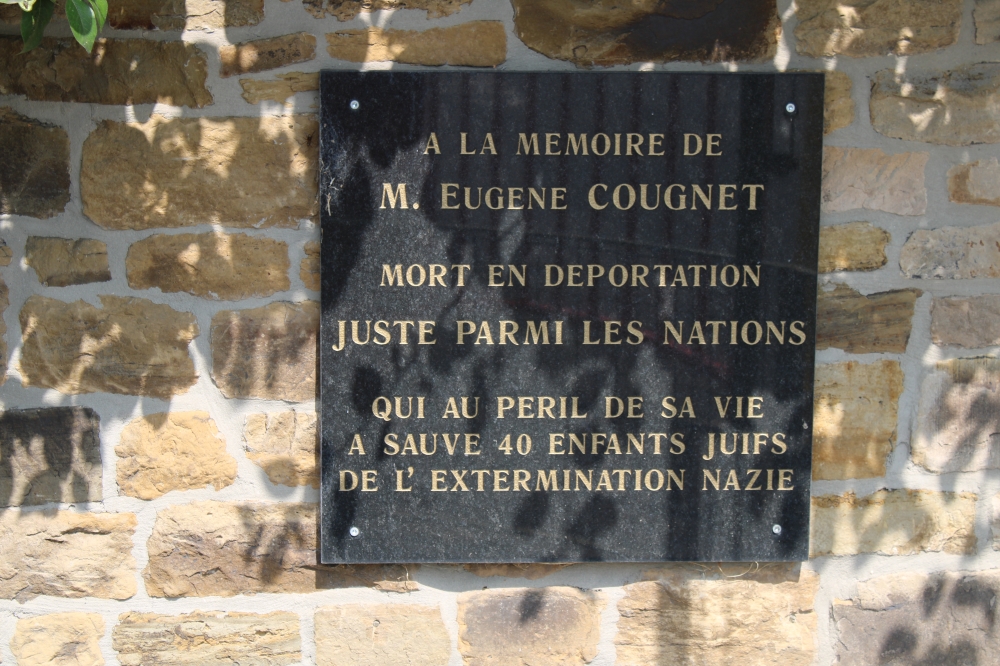 A LA MEMOIRE DE
M. EUGENE COUGNET
MORT EN DEPORTATION
JUSTE PARMI LES NATIONS
QUI AU PERIL DE SA VIE
A SAUVE 40 ENFANTS JUIFS
DE L' EXTERMINATION NAZIE